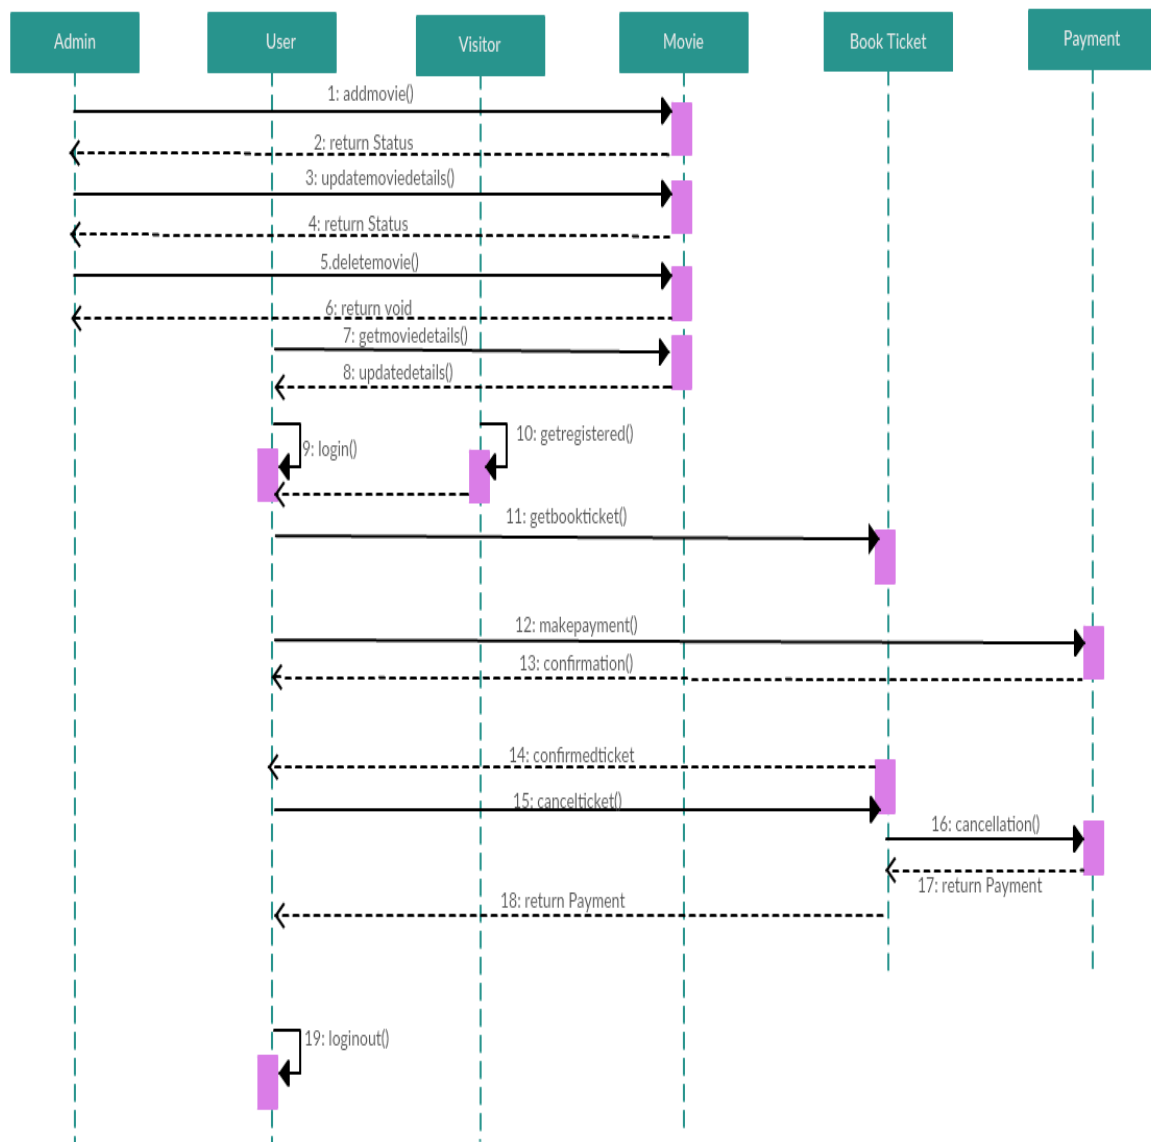 Admin
User
Visitor
Movie
Book Ticket
Payment
1: addmovie()
2: return Status
3: updatemoviedetails()
4: return Status
5.deletemovie()
6: return void
7: getmoviedetails()
8: updatedetails()
9: login()
10: getregistered()
11: getbookticket()
12: makepayment()
13: confirmation()
14: confirmedticket
15: cancelticket()
16: cancellation()
17: return Payment
18: return Payment
19: loginout()